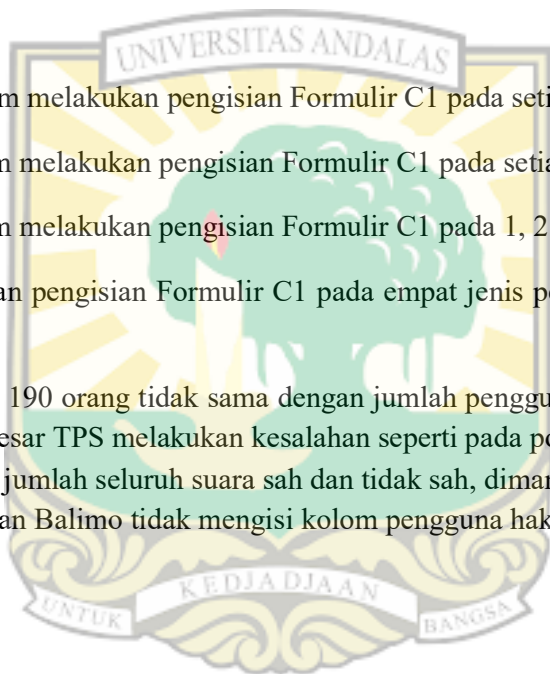 UNIVERSITAS ANDALAS
m melakukan pengisian Formulir C1 pada seti
m melakukan pengisian Formulir C1 pada setia
m melakukan pengisian Formulir C1 pada 1, 2
an pengisian Formulir C1 pada empat jenis pe
190 orang tidak sama dengan jumlah penggu
esar TPS melakukan kesalahan seperti pada po
jumlah seluruh suara sah dan tidak sah, diman
an Balimo tidak mengisi kolom pengguna hak
KEDJADJAAN
UNTUK BANGSA